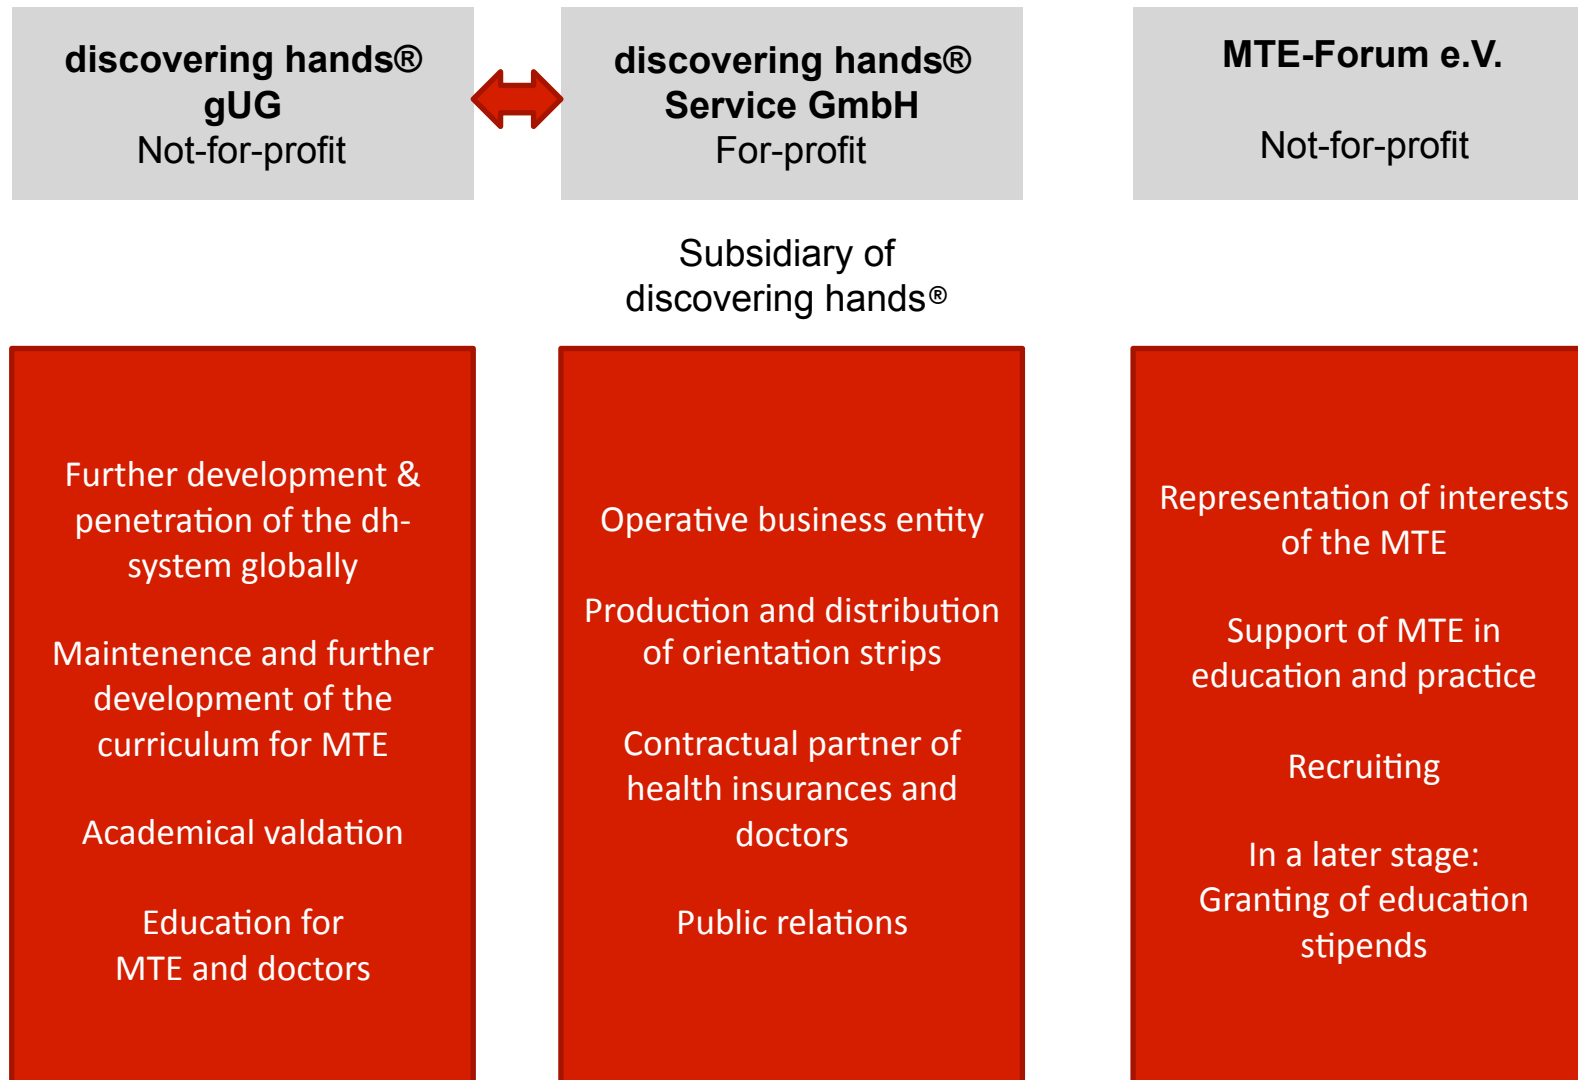 discovering hands®
gUG
Not-for-profit
discovering hands®
Service GmbH
For-profit
MTE-Forum e.V.
Not-for-profit
Subsidiary of
discovering hands®
Further development &
penetration of the dh-
system globally
Maintenence and further
development of the
curriculum for MTE
Academical valdation
Education for
MTE and doctors
Operative business entity
Production and distribution
of orientation strips
Contractual partner of
health insurances and
doctors
Public relations
Representation of interests
of the MTE
Support of MTE in
education and practice
Recruiting
In a later stage:
Granting of education
stipends